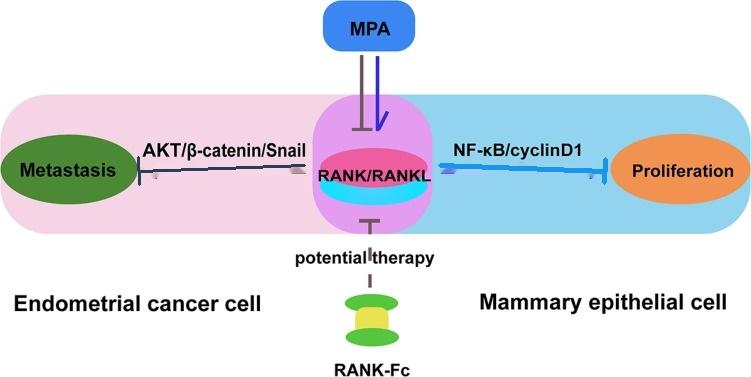 MPA
AKT/β-catenin/Snail
NF-κB/cyclinD1
Metastasis
RANK/RANKL
Proliferation
potential therapy
Endometrial cancer cell
Mammary epithelial cell
RANK-Fc